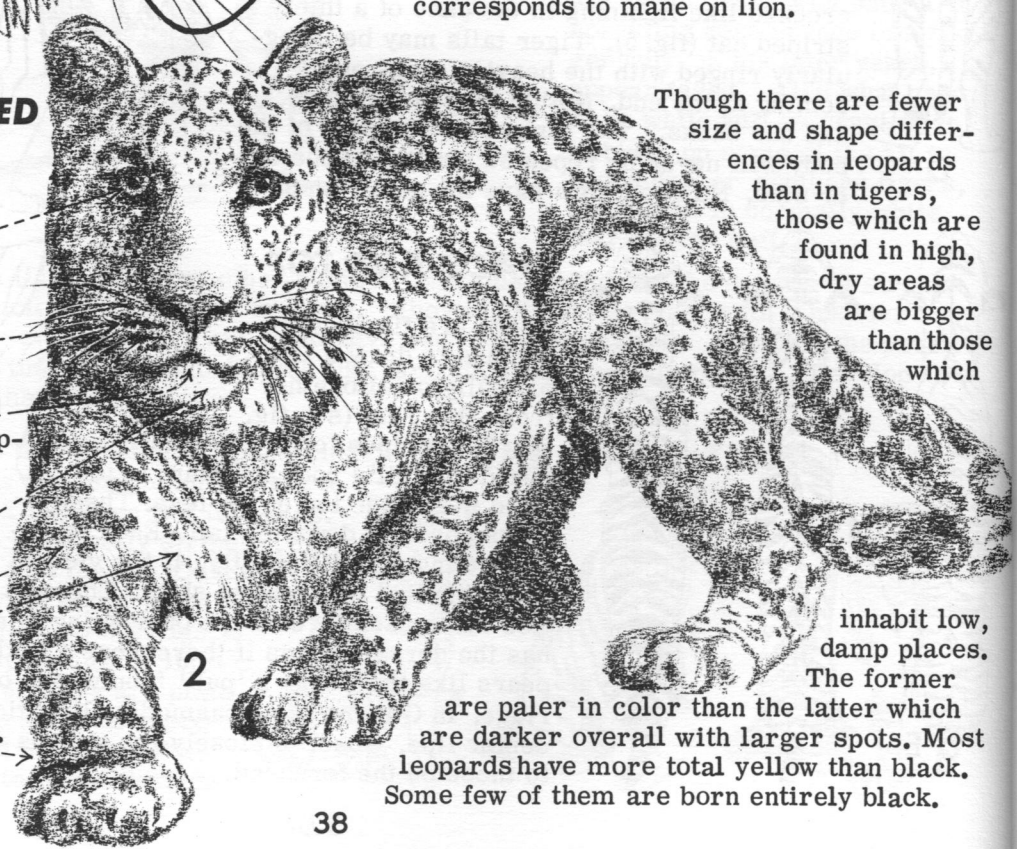 corresponds to mane on lion.
ED
Though there are fewer
size and shape differ-
ences in leopards
than in tigers,
those which are
found in high,
dry areas
are bigger
than those
which
p-
inhabit low,
damp places.
The former
are paler in color than the latter which
are darker overall with larger spots. Most
leopards have more total yellow than black.
Some few of them are born entirely black.
2
38